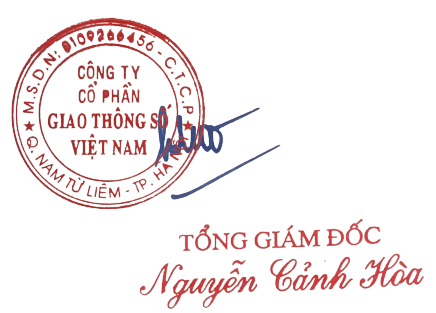 M.S.D.N: 0109266456 - C.T.C.P
CÔNG TY
CỔ PHẦN
GIAO THÔNG SỐ
VIỆT NAM
Q. NAM TỪ LIÊM - TP. HÀ NỘI
TỔNG GIÁM ĐỐC
Nguyễn Cảnh Hòa